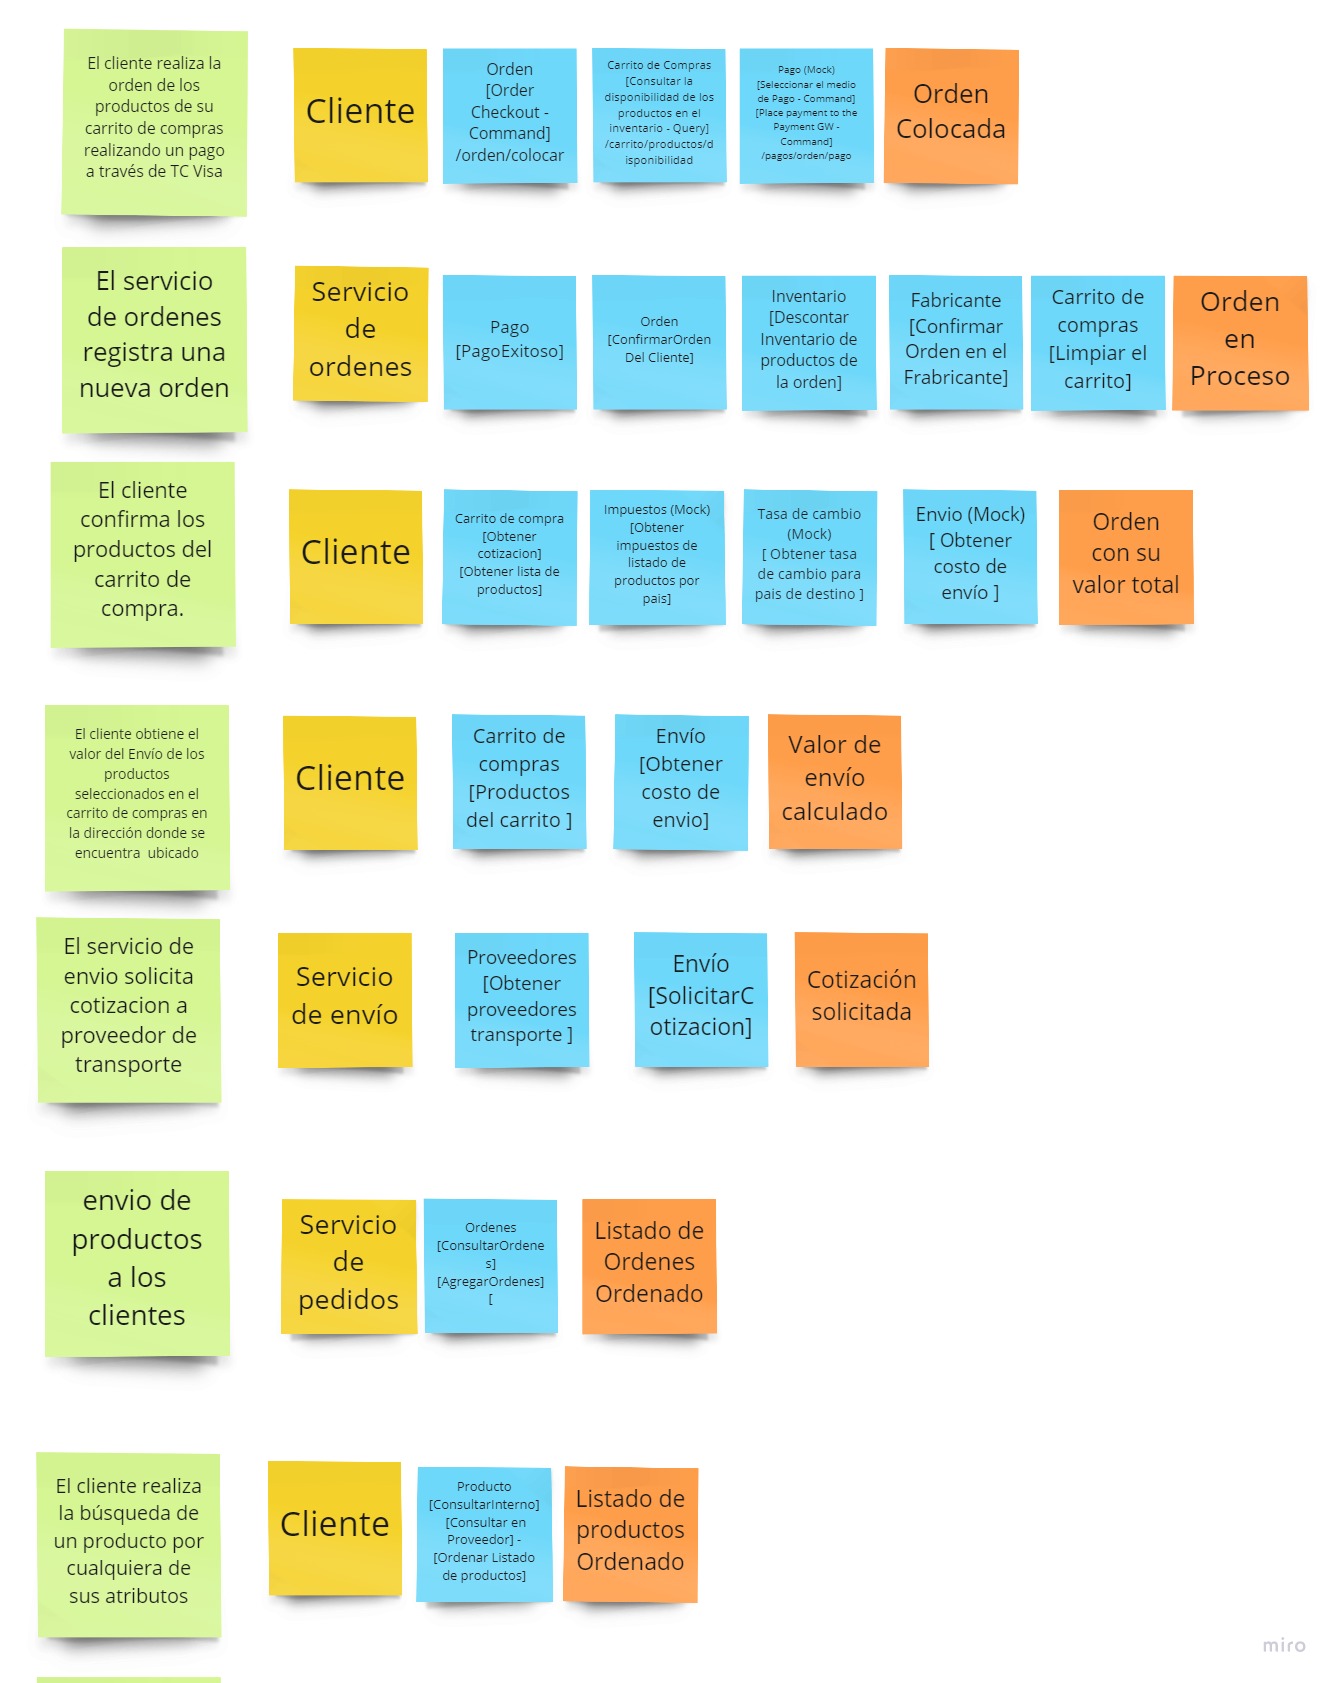 El cliente realiza la
orden de los
productos de su
carrito de compras
realizando un pago
a través de TC Visa
Cliente
Orden
[Order
Checkout -
Command]
/orden/colocar
Carrito de Compras
[Consultar la
disponibilidad de los
productos en el
inventario - Query]
/carrito/productos/d
isponibilidad
Pago (Mock)
[Seleccionar el medio
de Pago - Command]
[Place payment to the
Payment GW -
Command]
/pagos/orden/pago
Orden
Colocada
El servicio
de ordenes
registra una
nueva orden
Servicio
de
ordenes
Pago
[PagoExitoso]
Orden
[ConfirmarOrden
Del Cliente]
Inventario
[Descontar
Inventario de
productos de
la orden]
Fabricante
[Confirmar
Orden en el
Frabricante]
Carrito de
compras
[Limpiar el
carrito]
Orden
en
Proceso
El cliente
confirma los
productos del
carrito de
compra.
Cliente
Carrito de compra
[Obtener
cotizacion]
[Obtener lista de
productos]
Impuestos (Mock)
[Obtener
impuestos de
listado de
productos por
pais]
Tasa de cambio
(Mock)
[ Obtener tasa
de cambio para
pais de destino ]
Envio (Mock)
[ Obtener
costo de
envío ]
Orden
con su
valor total
El cliente obtiene el
valor del Envío de los
productos
seleccionados en el
carrito de compras en
la dirección donde se
encuentra  ubicado
Cliente
Carrito de
compras
[Productos
del carrito ]
Envío
[Obtener
costo de
envio]
Valor de
envío
calculado
El servicio de
envio solicita
cotizacion a
proveedor de
transporte
Servicio
de envío
Proveedores
[Obtener
proveedores
transporte ]
Envío
[SolicitarC
otizacion]
Cotización
solicitada
envio de
productos
a los
clientes
Servicio
de
pedidos
Ordenes
[ConsultarOrdene
s]
[AgregarOrdenes]
[
Listado de
Ordenes
Ordenado
El cliente realiza
la búsqueda de
un producto por
cualquiera de
sus atributos
Cliente
Producto
[ConsultarInterno]
[Consultar en
Proveedor] -
[Ordenar Listado
de productos]
Listado de
productos
Ordenado
miro